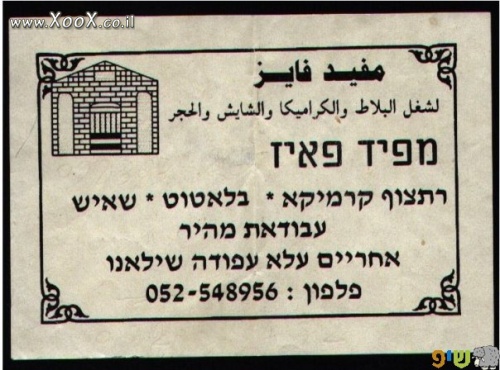 www.XooX.co.il
مفيد فايز
لشغل البلاط والكراميكا والشايش والحجر
מפיד פאיז
רתצוף קרמיקא * בלאטוט * שאיש
עבודאת מהיר
אחריים עלא עפודה שילאנו
פלפון : 052-548956
שיפ